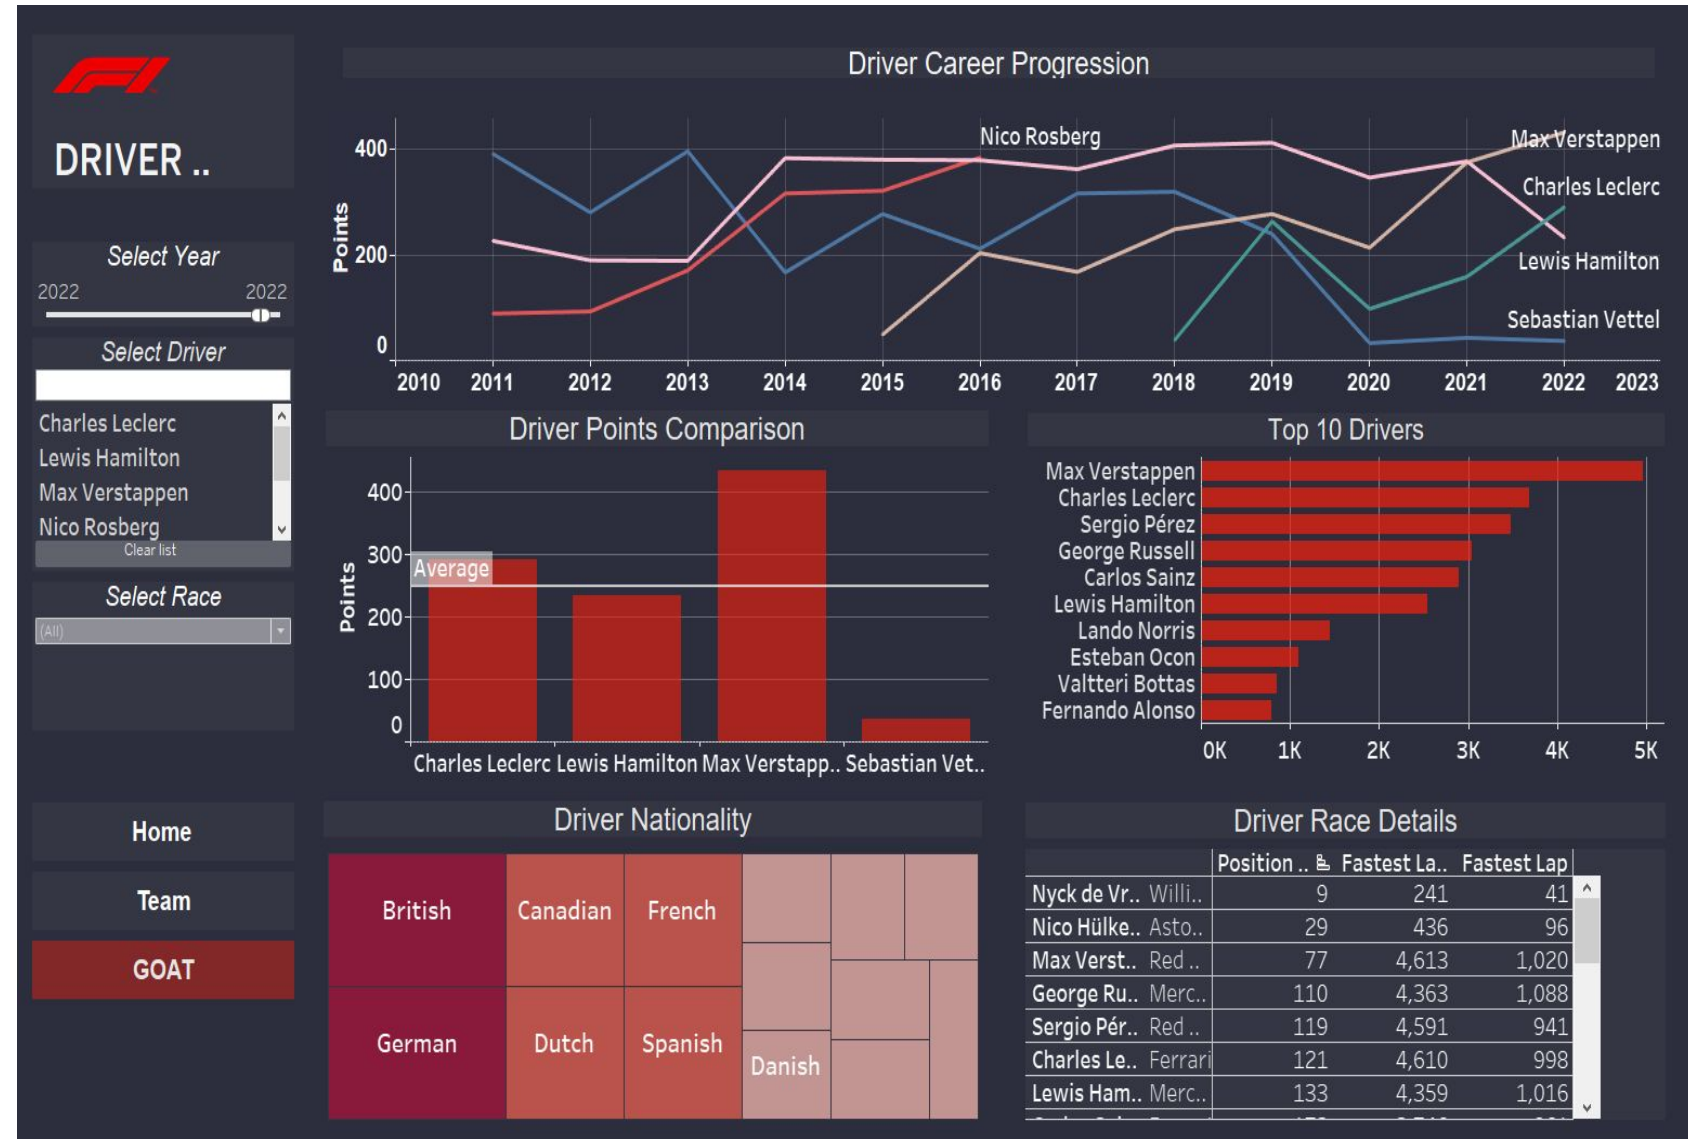 F1
DRIVER ..
Select Year
2022 2022
Select Driver
Charles Leclerc
Lewis Hamilton
Max Verstappen
Nico Rosberg
Clear list
Select Race
(All)
Home
Team
GOAT
Driver Career Progression
Points
400
200
0
Nico Rosberg
Max Verstappen
Charles Leclerc
Lewis Hamilton
Sebastian Vettel
2010 2011 2012 2013 2014 2015 2016 2017 2018 2019 2020 2021 2022 2023
Driver Points Comparison
Points
400
300
200
100
0
Average
Charles Leclerc Lewis Hamilton Max Verstapp.. Sebastian Vet..
Top 10 Drivers
Max Verstappen
Charles Leclerc
Sergio Pérez
George Russell
Carlos Sainz
Lewis Hamilton
Lando Norris
Esteban Ocon
Valtteri Bottas
Fernando Alonso
0K 1K 2K 3K 4K 5K
Driver Nationality
British Canadian French
German Dutch Spanish
Danish
Driver Race Details
Position .. Fastest La.. Fastest Lap
Nyck de Vr.. Willi.. 9 241 41
Nico Hülke.. Asto.. 29 436 96
Max Verst.. Red .. 77 4,613 1,020
George Ru.. Merc.. 110 4,363 1,088
Sergio Pér.. Red .. 119 4,591 941
Charles Le.. Ferrari 121 4,610 998
Lewis Ham.. Merc.. 133 4,359 1,016